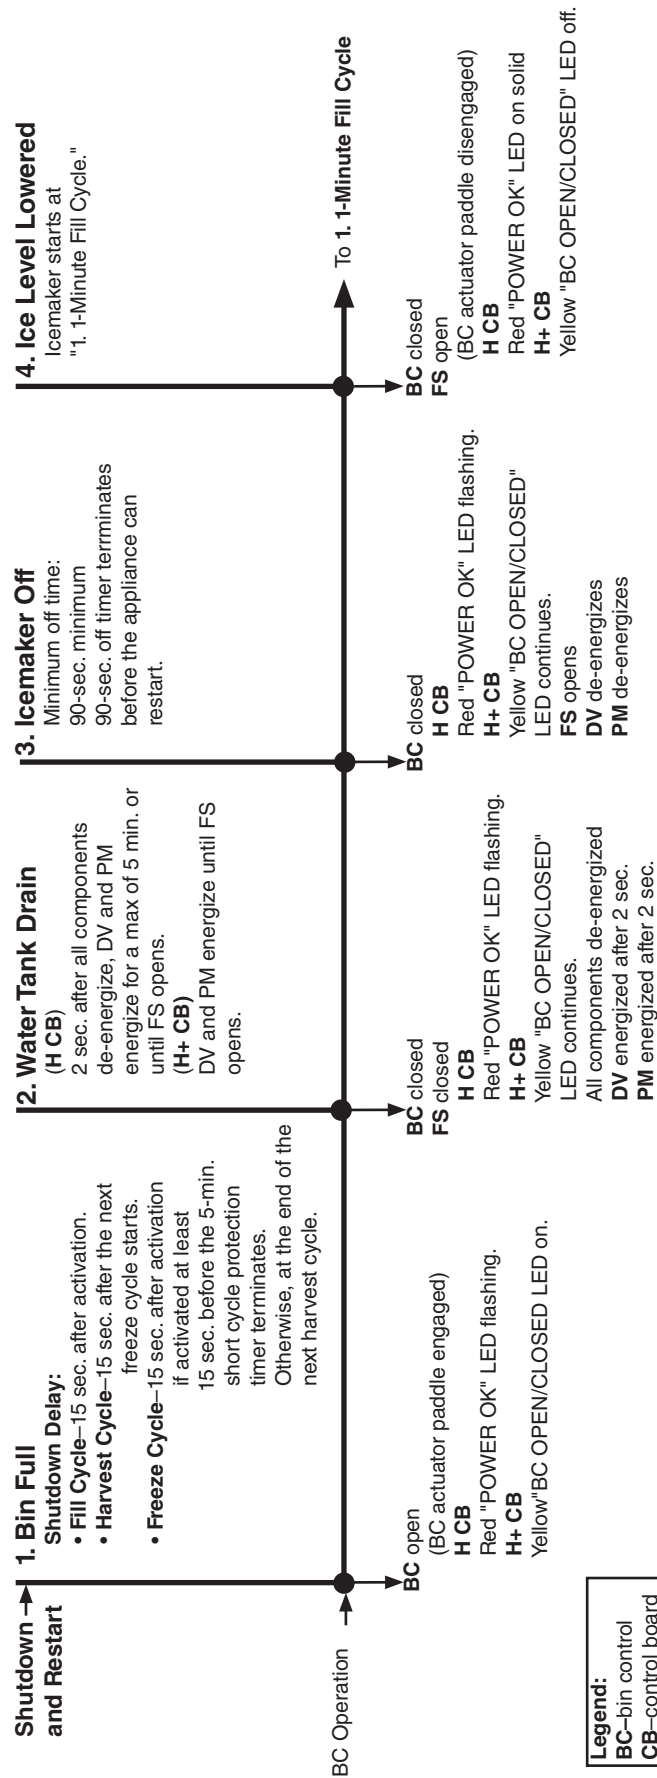 Shutdown
and Restart
1. Bin Full
Shutdown Delay:
• Fill Cycle–15 sec. after activation.
• Harvest Cycle–15 sec. after the next
freeze cycle starts.
• Freeze Cycle–15 sec. after activation
if activated at least
15 sec. before the 5-min.
short cycle protection
timer terminates.
Otherwise, at the end of the
next harvest cycle.
2. Water Tank Drain
(H CB)
2 sec. after all components
de-energize, DV and PM
energize for a max of 5 min. or
until FS opens.
(H+ CB)
DV and PM energize until FS
opens.
3. Icemaker Off
Minimum off time:
90-sec. minimum
90-sec. off timer terrminates
before the appliance can
restart.
4. Ice Level Lowered
Icemaker starts at
"1. 1-Minute Fill Cycle."
BC Operation
To 1. 1-Minute Fill Cycle
BC open
(BC actuator paddle engaged)
H CB
Red "POWER OK" LED flashing.
H+ CB
Yellow"BC OPEN/CLOSED LED on.
BC closed
FS closed
H CB
Red "POWER OK" LED flashing.
H+ CB
Yellow "BC OPEN/CLOSED"
LED continues.
All components de-energized
DV energized after 2 sec.
PM energized after 2 sec.
BC closed
H CB
Red "POWER OK" LED flashing.
H+ CB
Yellow "BC OPEN/CLOSED"
LED continues.
FS opens
DV de-energizes
PM de-energizes
BC closed
FS open
(BC actuator paddle disengaged)
H CB
Red "POWER OK" LED on solid
H+ CB
Yellow "BC OPEN/CLOSED" LED off.
Legend:
BC–bin control
CB–control board